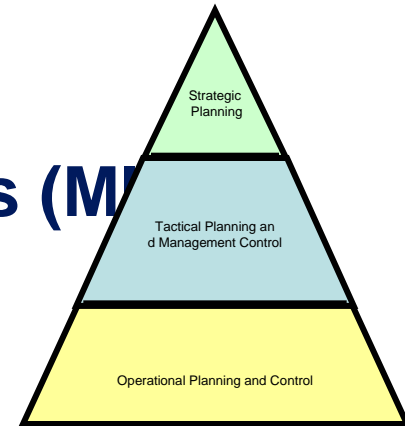 Strategic
Planning
s (M
Tactical Planning an
d Management Control
Operational Planning and Control